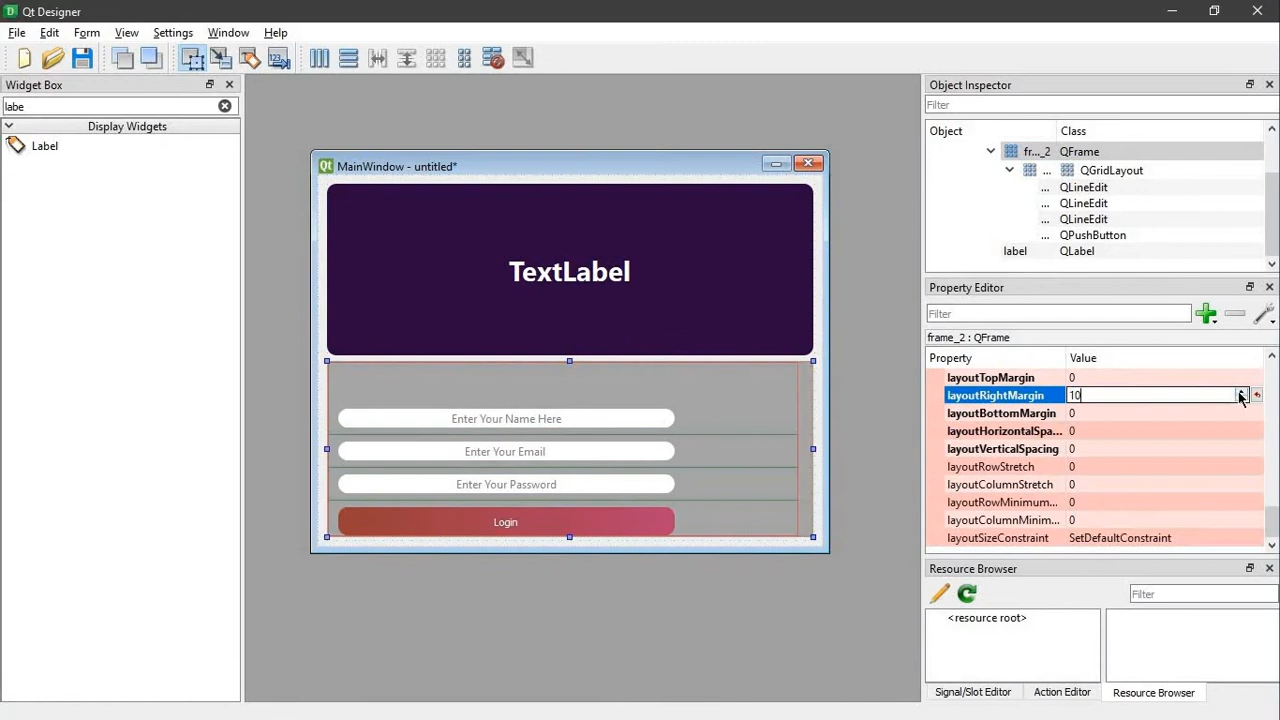 Qt Designer
File Edit Form View Settings Window Help
Widget Box
labe
Display Widgets
Label
MainWindow - untitled*
TextLabel
Enter Your Name Here
Enter Your Email
Enter Your Password
Login
Object Inspector
Filter
Object Class
fr..._2 QFrame
... QGridLayout
... QLineEdit
... QLineEdit
... QLineEdit
... QPushButton
label QLabel
Property Editor
Filter
frame_2 : QFrame
Property Value
layoutTopMargin 0
layoutRightMargin 10
layoutBottomMargin 0
layoutHorizontalSpa... 0
layoutVerticalSpacing 0
layoutRowStretch 0
layoutColumnStretch 0
layoutRowMinimum... 0
layoutColumnMinim... 0
layoutSizeConstraint SetDefaultConstraint
Resource Browser
Filter
<resource root>
Signal/Slot Editor Action Editor Resource Browser